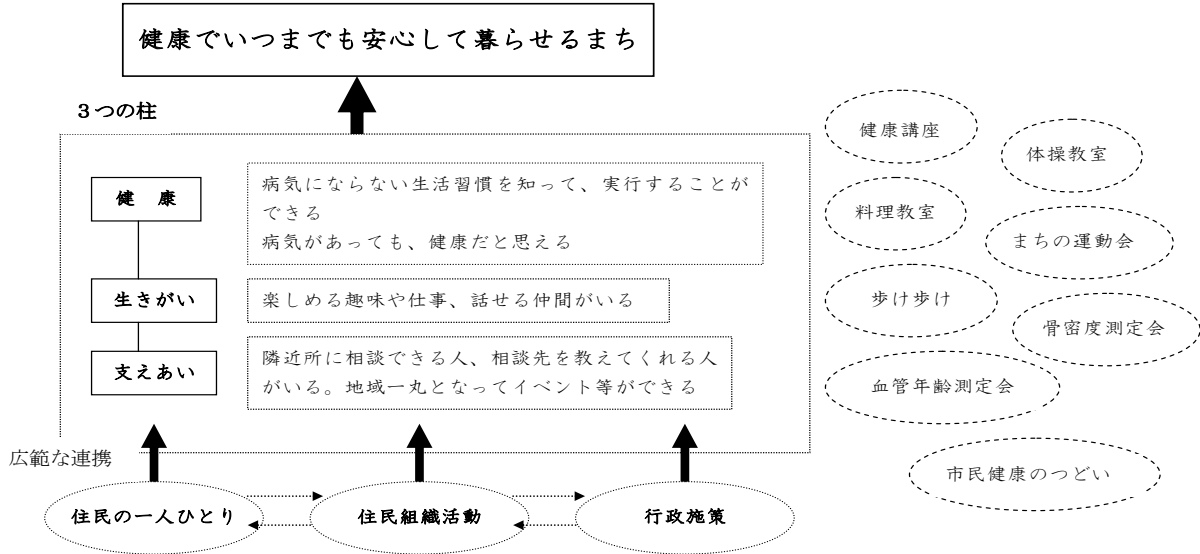 健康でいつまでも安心して暮らせるまち
３つの柱
健　康
病気にならない生活習慣を知って、実行することが
できる
病気があっても、健康だと思える
生きがい
楽しめる趣味や仕事、話せる仲間がいる
支えあい
隣近所に相談できる人、相談先を教えてくれる人
がいる。地域一丸となってイベント等ができる
広範な連携
住民の一人ひとり
住民組織活動
行政施策
健康講座
体操教室
料理教室
まちの運動会
歩け歩け
骨密度測定会
血管年齢測定会
市民健康のつどい